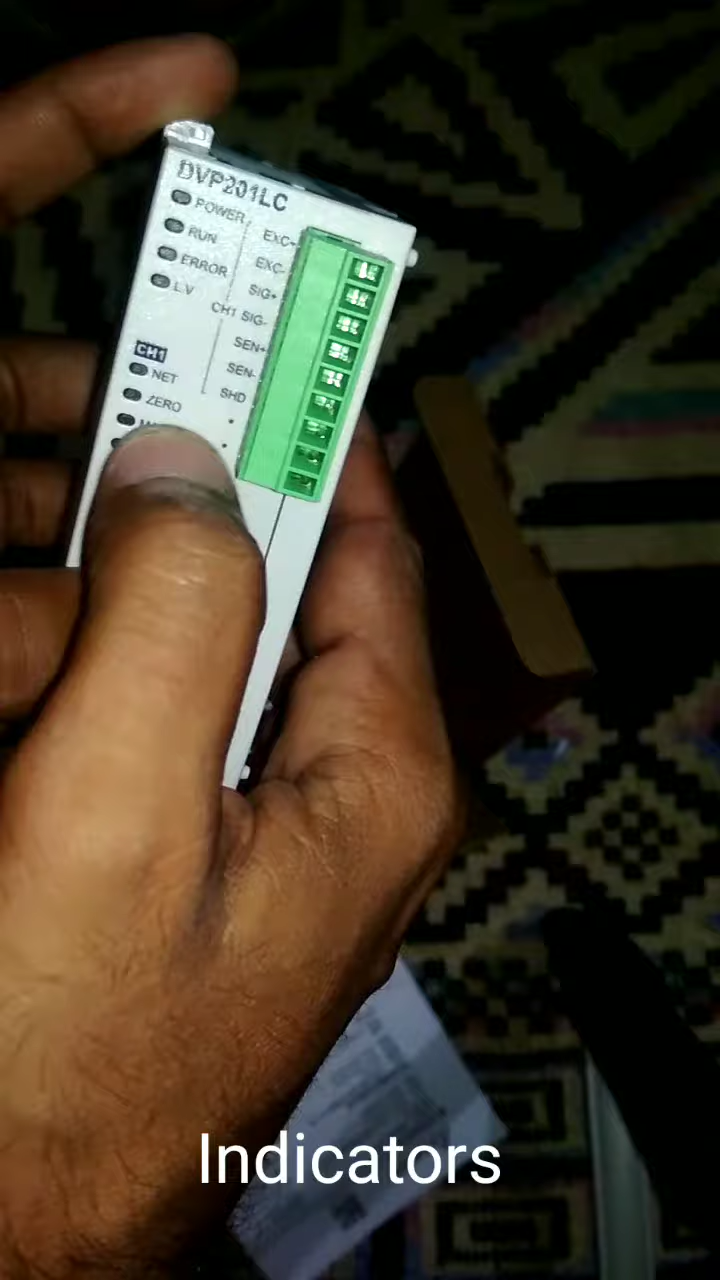 DVP201LC
POWER
RUN
ERROR
L.V
EXC+
EXC-
SIG+
CH1 SIG-
SEN+
SEN-
SHD
CH1
NET
ZERO
Indicators